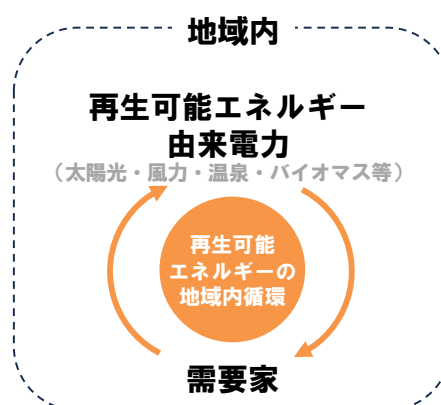 地域内
再生可能エネルギー
由来電力
（太陽光・風力・温泉・バイオマス等）
再生可能
エネルギーの
地域内循環
需要家